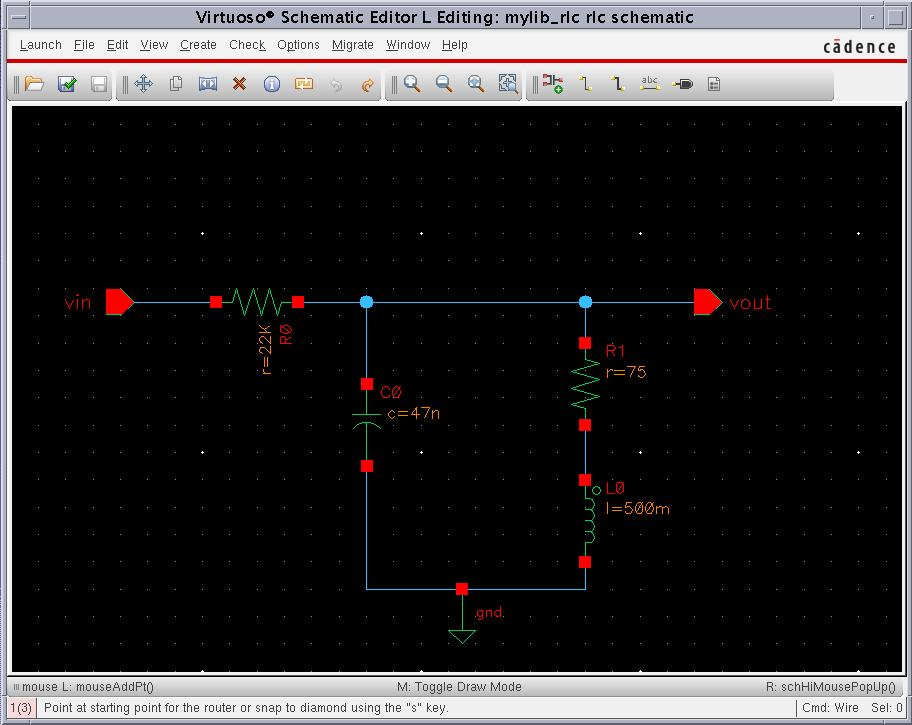 Virtuoso® Schematic Editor L Editing: mylib_rlc rlc schematic
Launch File Edit View Create Check Options Migrate Window Help
cādence
abc
vin
vout
R0
r=22K
R1
r=75
C0
c=47n
L0
l=500m
gnd
mouse L: mouseAddPt() M: Toggle Draw Mode R: schHiMousePopUp()
1(3) Point at starting point for the router or snap to diamond using the "s" key. Cmd: Wire Sel: 0